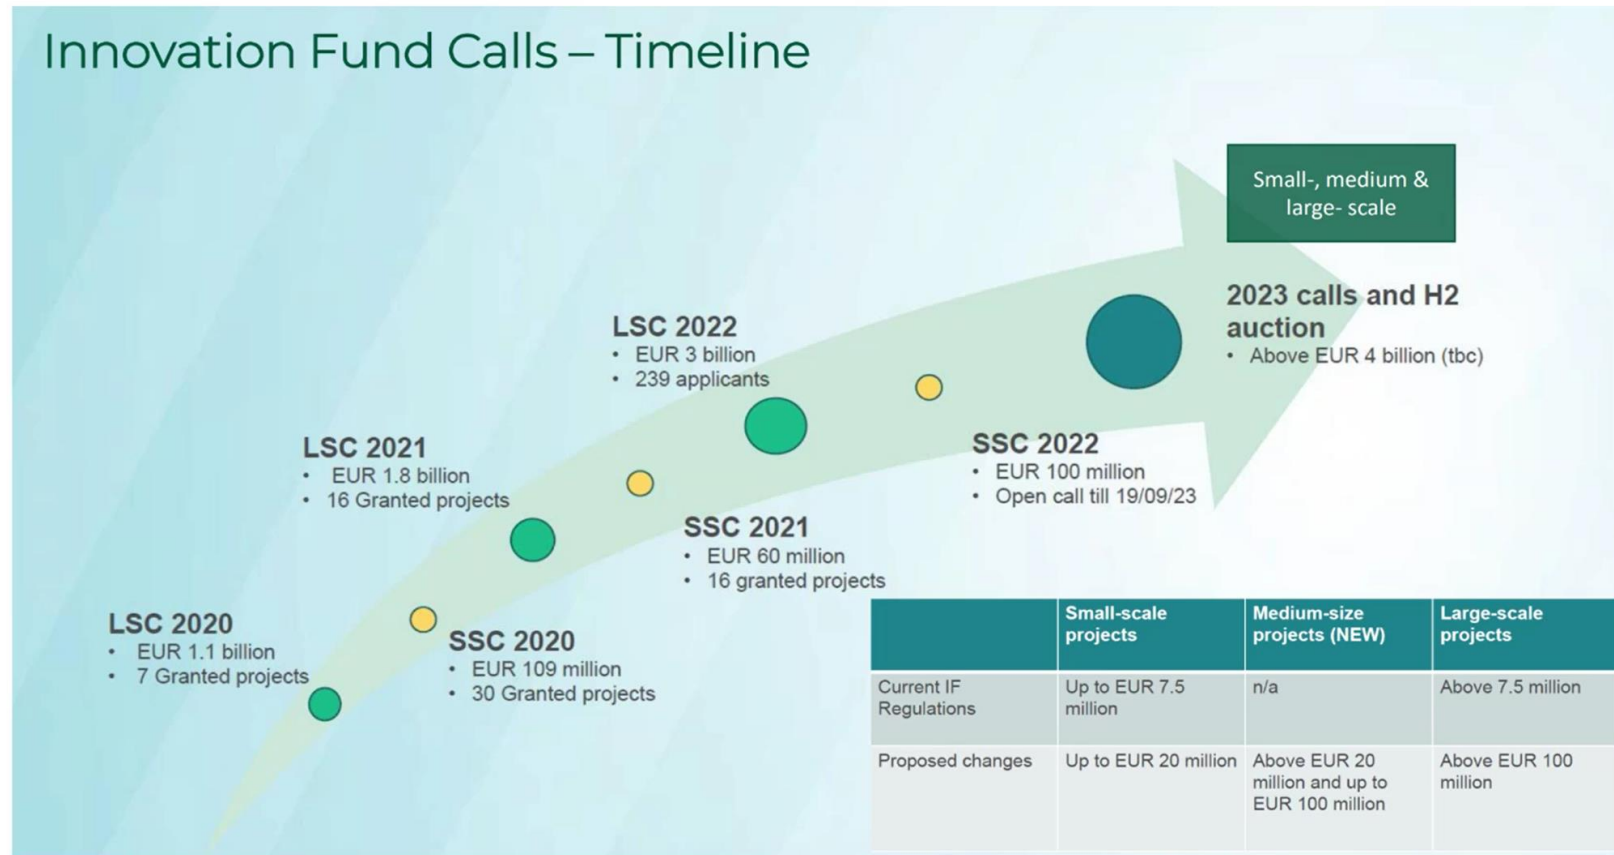 Innovation Fund Calls – Timeline
Small-, medium &
large- scale
2023 calls and H2
auction
• Above EUR 4 billion (tbc)
LSC 2022
• EUR 3 billion
• 239 applicants
SSC 2022
• EUR 100 million
• Open call till 19/09/23
LSC 2021
• EUR 1.8 billion
• 16 Granted projects
SSC 2021
• EUR 60 million
• 16 granted projects
LSC 2020
• EUR 1.1 billion
• 7 Granted projects
SSC 2020
• EUR 109 million
• 30 Granted projects
Small-scale
projects
Medium-size
projects (NEW)
Large-scale
projects
Current IF
Regulations
Up to EUR 7.5
million
n/a
Above 7.5 million
Proposed changes
Up to EUR 20 million
Above EUR 20
million and up to
EUR 100 million
Above EUR 100
million